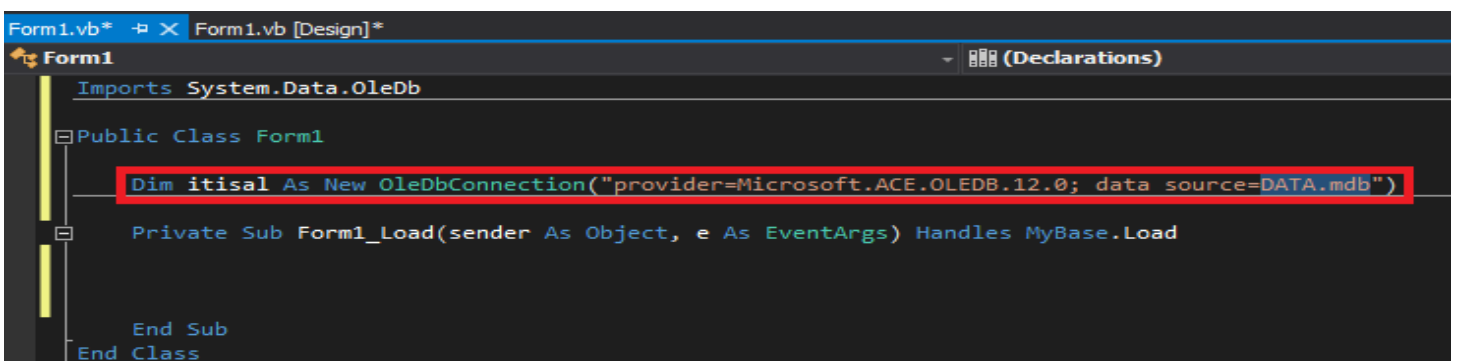 Form1.vb* Form1.vb [Design]*
Form1 (Declarations)
Imports System.Data.OleDb
Public Class Form1
Dim itisal As New OleDbConnection("provider=Microsoft.ACE.OLEDB.12.0; data source=DATA.mdb")
Private Sub Form1_Load(sender As Object, e As EventArgs) Handles MyBase.Load
End Sub
End Class